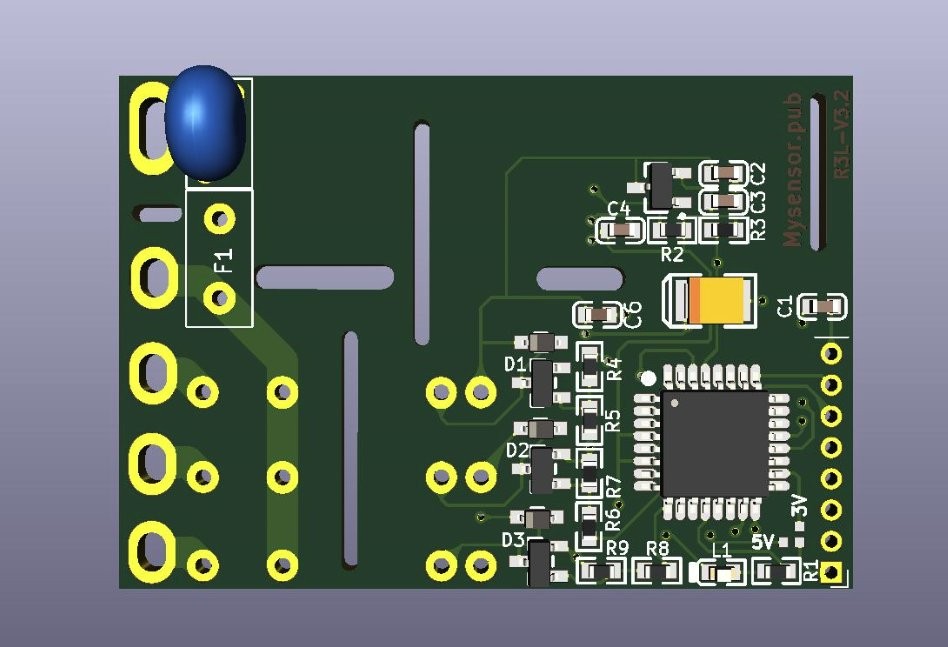 Mysensor.pub
R3L-V3.2
C2
C3
C4
R3
R2
F1
C6
C1
D1
R4
R5
D2
R7
3V
R6
D3
5V
R9
R8
L1
R1